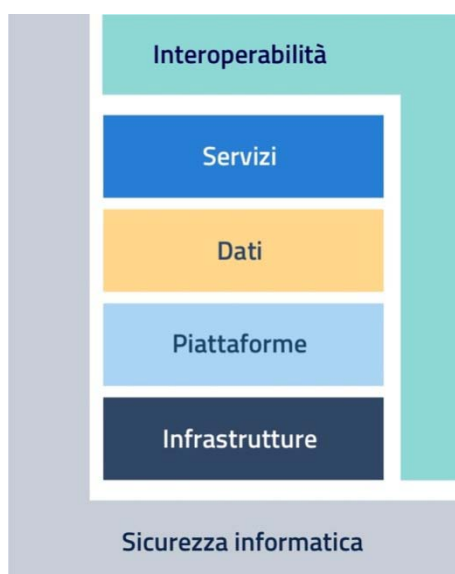 Interoperabilità
Servizi
Dati
Piattaforme
Infrastrutture
Sicurezza informatica